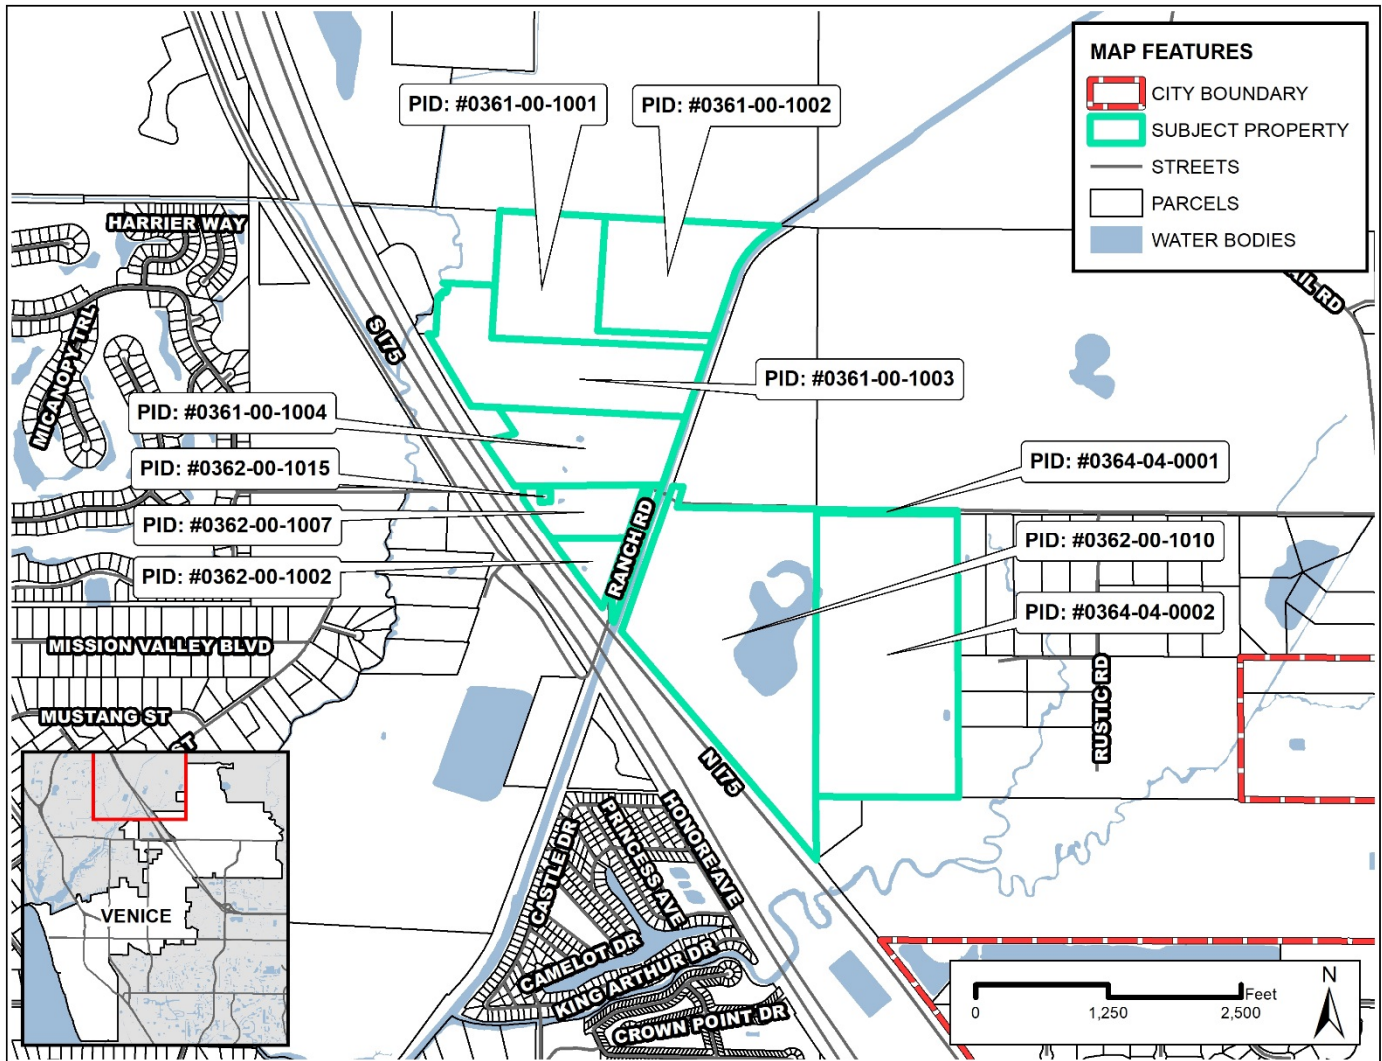 MAP FEATURES
CITY BOUNDARY
SUBJECT PROPERTY
STREETS
PARCELS
WATER BODIES
PID: #0361-00-1001
PID: #0361-00-1002
HARRIER WAY
S I75
MICANOPY TRL
PID: #0361-00-1003
PID: #0361-00-1004
PID: #0362-00-1015
PID: #0362-00-1007
PID: #0362-00-1002
PID: #0364-04-0001
PID: #0362-00-1010
PID: #0364-04-0002
RANCH RD
RUSTIC RD
MISSION VALLEY BLVD
MUSTANG ST
ST
N I75
HONORE AVE
PRINCESS AVE
CASTLE DR
CAMELOT DR
KING ARTHUR DR
CROWN POINT DR
VENICE
N
Feet
0 1,250 2,500
RD